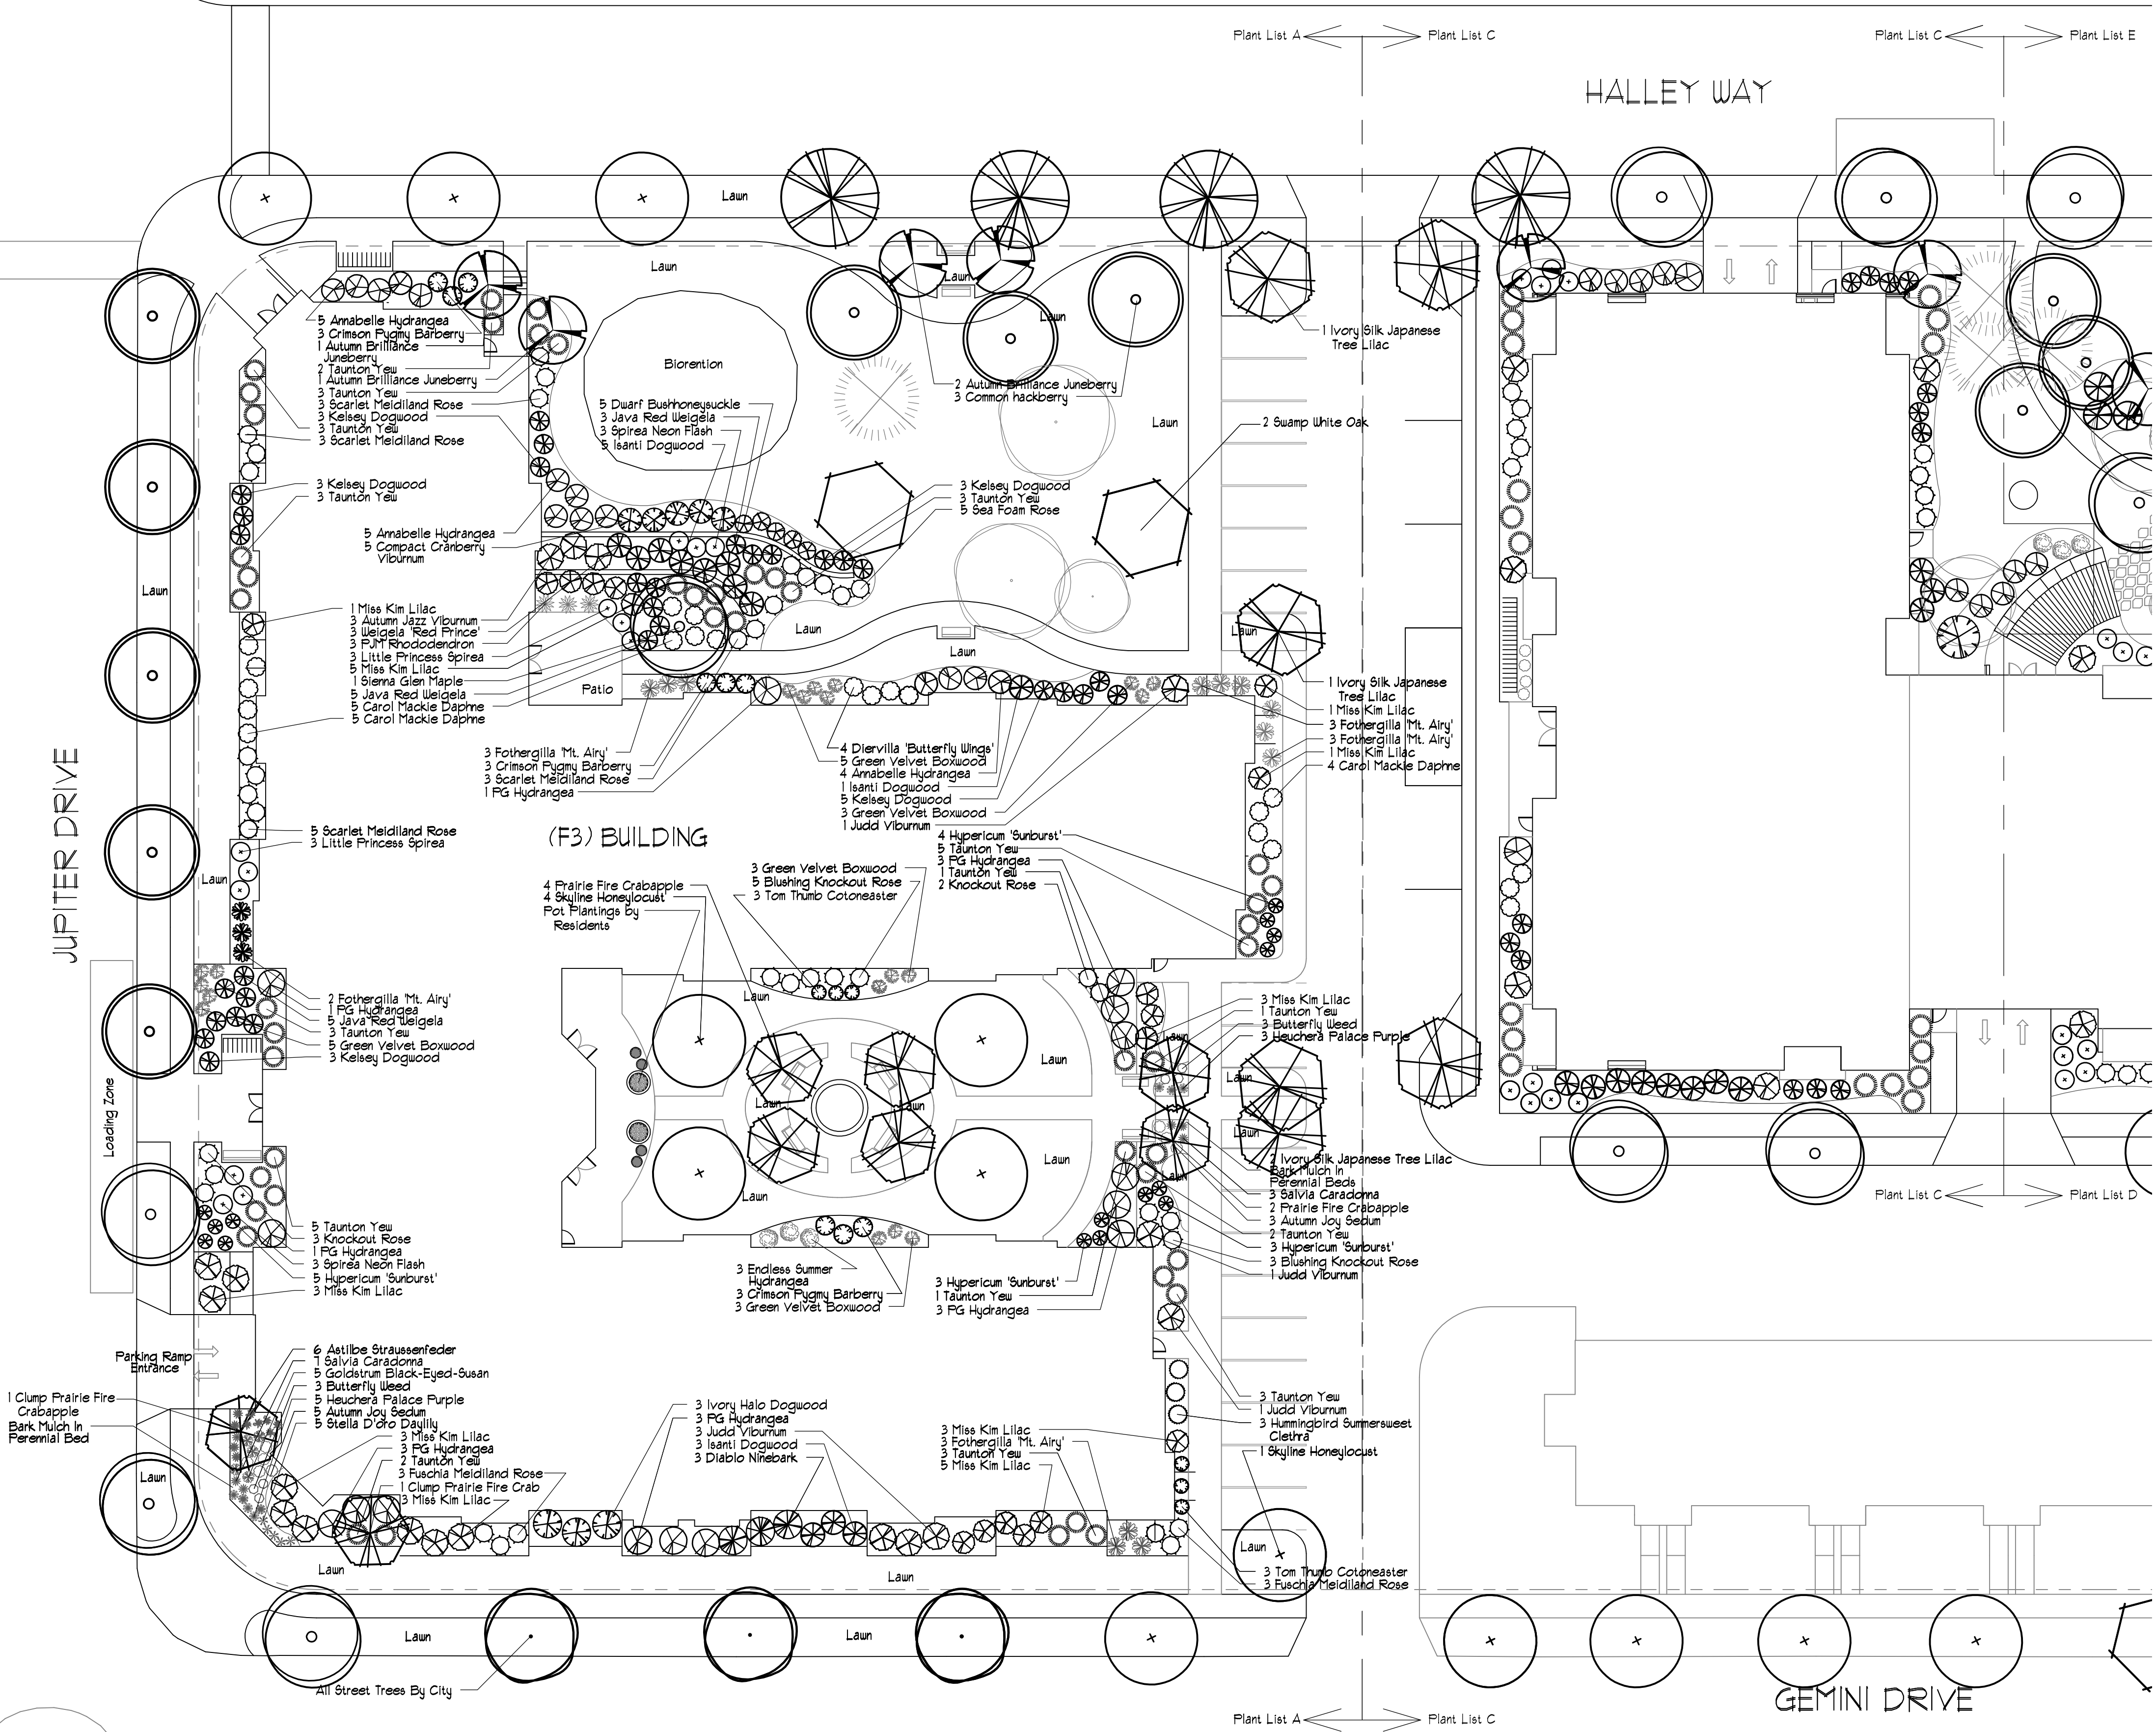 Plant List A
Plant List C
Plant List C
Plant List E
HALLEY WAY
Lawn
Lawn
Lawn
Lawn
5 Annabelle Hydrangea
3 Crimson Pygmy Barberry
1 Autumn Brilliance
Juneberry
2 Taunton Yew
1 Autumn Brilliance Juneberry
3 Taunton Yew
3 Scarlet Meidiland Rose
3 Kelsey Dogwood
3 Taunton Yew
3 Scarlet Meidiland Rose
Biorention
1 Ivory Silk Japanese
Tree Lilac
2 Autumn Brilliance Juneberry
3 Common hackberry
5 Dwarf Bushhoneysuckle
3 Java Red Weigela
3 Spirea Neon Flash
5 Isanti Dogwood
Lawn
2 Swamp White Oak
3 Kelsey Dogwood
3 Taunton Yew
3 Kelsey Dogwood
3 Taunton Yew
5 Sea Foam Rose
5 Annabelle Hydrangea
5 Compact Cranberry
Viburnum
Lawn
1 Miss Kim Lilac
3 Autumn Jazz Viburnum
3 Weigela 'Red Prince'
3 PJM Rhododendron
3 Little Princess Spirea
5 Miss Kim Lilac
1 Sienna Glen Maple
5 Java Red Weigela
5 Carol Mackie Daphne
5 Carol Mackie Daphne
Lawn
Lawn
Lawn
Patio
1 Ivory Silk Japanese
Tree Lilac
1 Miss Kim Lilac
3 Fothergilla 'Mt. Airy'
3 Fothergilla 'Mt. Airy'
1 Miss Kim Lilac
4 Carol Mackie Daphne
3 Fothergilla 'Mt. Airy'
3 Crimson Pygmy Barberry
3 Scarlet Meidiland Rose
1 PG Hydrangea
4 Diervilla 'Butterfly Wings'
5 Green Velvet Boxwood
4 Annabelle Hydrangea
1 Isanti Dogwood
5 Kelsey Dogwood
3 Green Velvet Boxwood
1 Judd Viburnum
JUPITER DRIVE
5 Scarlet Meidiland Rose
3 Little Princess Spirea
(F3) BUILDING
4 Hypericum 'Sunburst'
5 Taunton Yew
3 PG Hydrangea
1 Taunton Yew
2 Knockout Rose
Lawn
3 Green Velvet Boxwood
5 Blushing Knockout Rose
3 Tom Thumb Cotoneaster
4 Prairie Fire Crabapple
4 Skyline Honeylocust
Pot Plantings by
Residents
2 Fothergilla 'Mt. Airy'
1 PG Hydrangea
5 Java Red Weigela
3 Taunton Yew
5 Green Velvet Boxwood
3 Kelsey Dogwood
Lawn
3 Miss Kim Lilac
1 Taunton Yew
3 Butterfly Weed
3 Heuchera Palace Purple
Lawn
Lawn
Lawn
Lawn
Lawn
Loading Zone
Lawn
Lawn
Lawn
Lawn
2 Ivory Silk Japanese Tree Lilac
Bark Mulch In
Perennial Beds
3 Salvia Caradonna
2 Prairie Fire Crabapple
3 Autumn Joy Sedum
2 Taunton Yew
3 Hypericum 'Sunburst'
3 Blushing Knockout Rose
1 Judd Viburnum
Plant List C
Plant List D
5 Taunton Yew
3 Knockout Rose
1 PG Hydrangea
3 Spirea Neon Flash
5 Hypericum 'Sunburst'
3 Miss Kim Lilac
3 Endless Summer
Hydrangea
3 Crimson Pygmy Barberry
3 Green Velvet Boxwood
3 Hypericum 'Sunburst'
1 Taunton Yew
3 PG Hydrangea
Parking Ramp
Entrance
6 Astilbe Straussenfeder
7 Salvia Caradonna
5 Goldstrum Black-Eyed-Susan
3 Butterfly Weed
5 Heuchera Palace Purple
5 Autumn Joy Sedum
5 Stella D'oro Daylily
3 Miss Kim Lilac
3 PG Hydrangea
2 Taunton Yew
3 Fuschia Meidiland Rose
1 Clump Prairie Fire Crab
3 Miss Kim Lilac
1 Clump Prairie Fire
Crabapple
Bark Mulch In
Perennial Bed
3 Ivory Halo Dogwood
3 PG Hydrangea
3 Judd Viburnum
3 Isanti Dogwood
3 Diablo Ninebark
3 Miss Kim Lilac
3 Fothergilla 'Mt. Airy'
3 Taunton Yew
5 Miss Kim Lilac
3 Taunton Yew
1 Judd Viburnum
3 Hummingbird Summersweet
Clethra
1 Skyline Honeylocust
Lawn
Lawn
Lawn
Lawn
3 Tom Thumb Cotoneaster
3 Fuschia Meidiland Rose
Lawn
Lawn
All Street Trees By City
GEMINI DRIVE
Plant List A
Plant List C